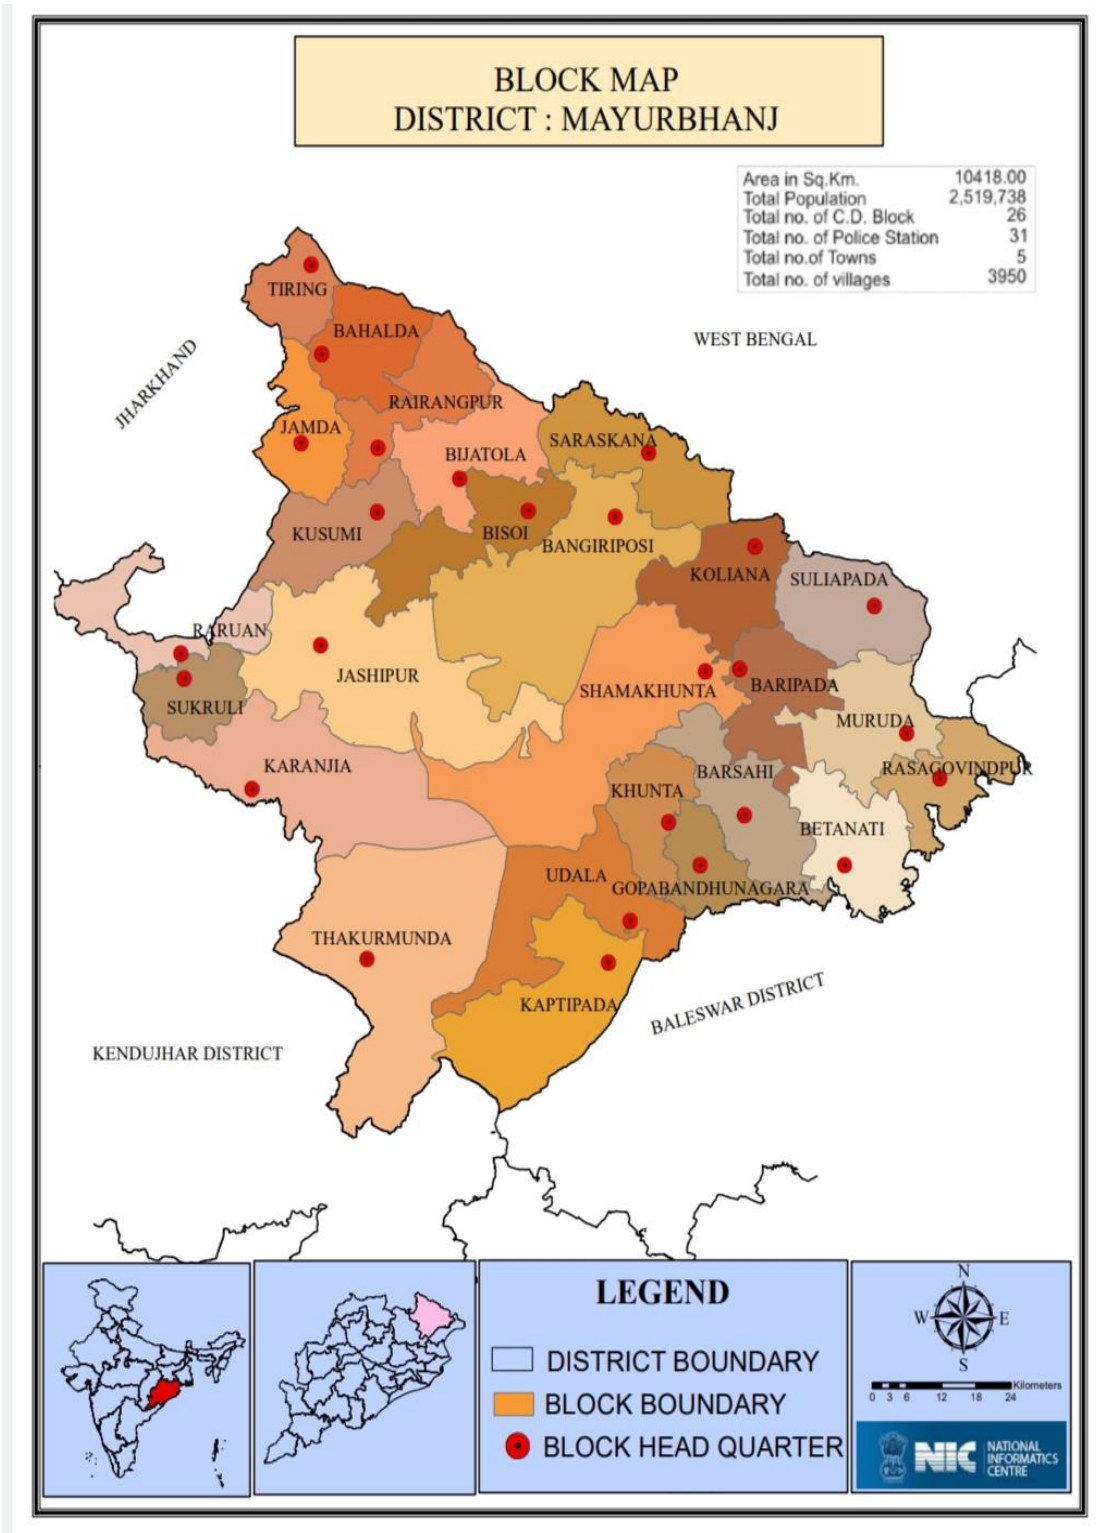 BLOCK MAP
DISTRICT : MAYURBHANJ
Area in Sq.Km. 10418.00
Total Population 2,519,738
Total no. of C.D. Block 26
Total no. of Police Station 31
Total no.of Towns 5
Total no. of villages 3950
TIRING
BAHALDA
WEST BENGAL
JHARKHAND
RAIRANGPUR
JAMDA
SARASKANA
BIJATOLA
KUSUMI
BISOI
BANGIRIPOSI
KOLIANA
SULIAPADA
RARUAN
JASHIPUR
BARIPADA
SHAMAKHUNTA
SUKRULI
MURUDA
KARANJIA
BARSAHI
RASAGOVINDPUR
KHUNTA
BETANATI
UDALA
GOPABANDHUNAGARA
THAKURMUNDA
KAPTIPADA
BALESWAR DISTRICT
KENDUJHAR DISTRICT
LEGEND
DISTRICT BOUNDARY
BLOCK BOUNDARY
BLOCK HEAD QUARTER
N
W E
S
Kilometers
0 3 6 12 18 24
NIC
NATIONAL
INFORMATICS
CENTRE